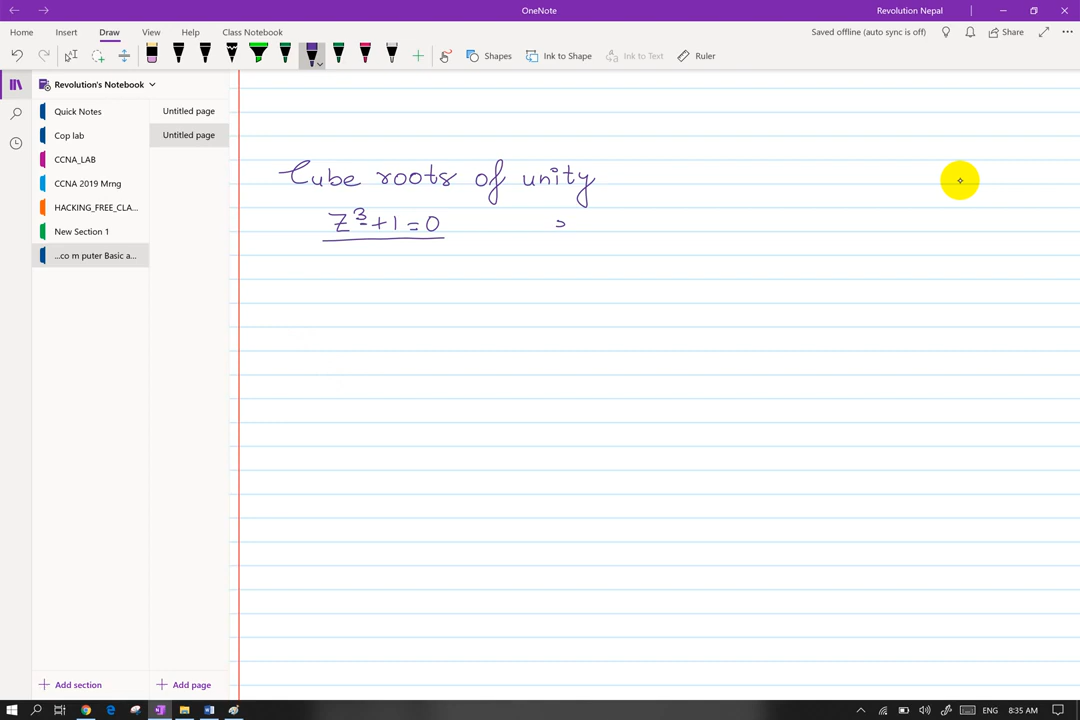 OneNote
Revolution Nepal
Home Insert Draw View Help Class Notebook
Saved offline (auto sync is off)
Share
Shapes Ink to Shape Ink to Text Ruler
Revolution's Notebook
Quick Notes
Cop lab
CCNA_LAB
CCNA 2019 Mrng
HACKING_FREE_CLA...
New Section 1
...co m puter Basic a...
Untitled page
Untitled page
Cube roots of unity
z³+1=0
Add section
Add page
ENG 8:35 AM